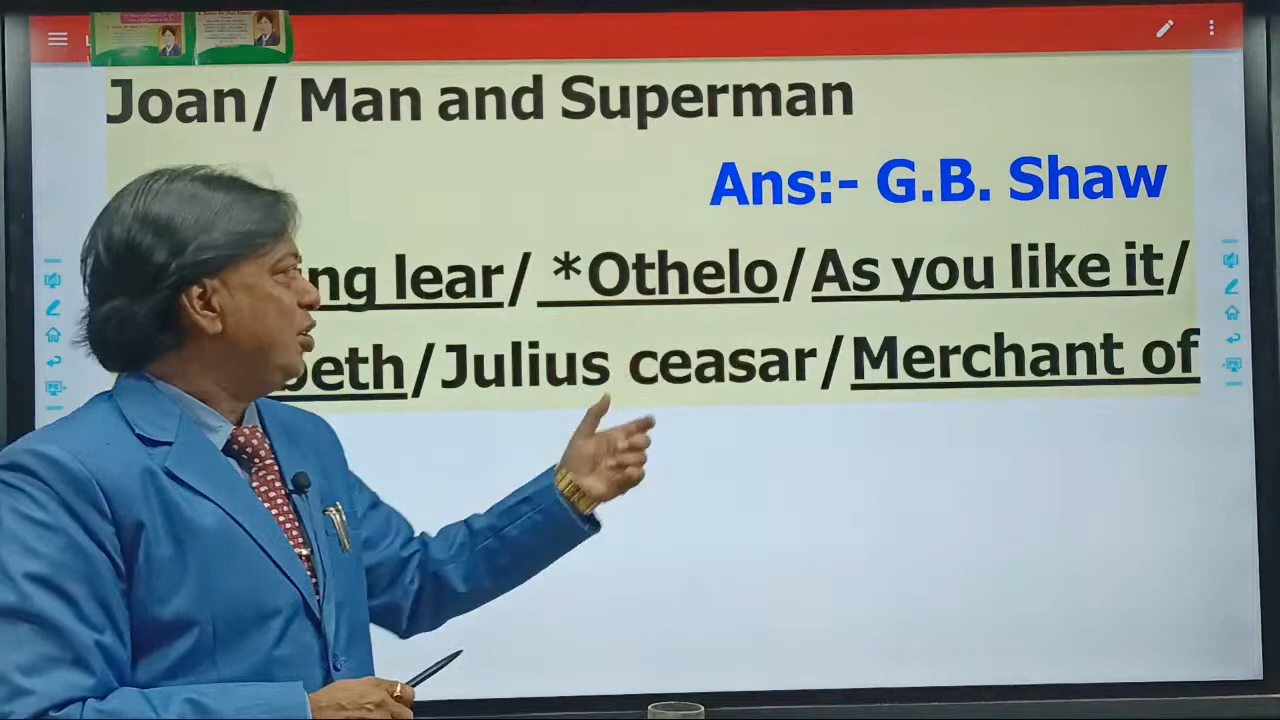 Joan/ Man and Superman
Ans:- G.B. Shaw
ng lear/ *Othelo/As you like it/
beth/Julius ceasar/Merchant of